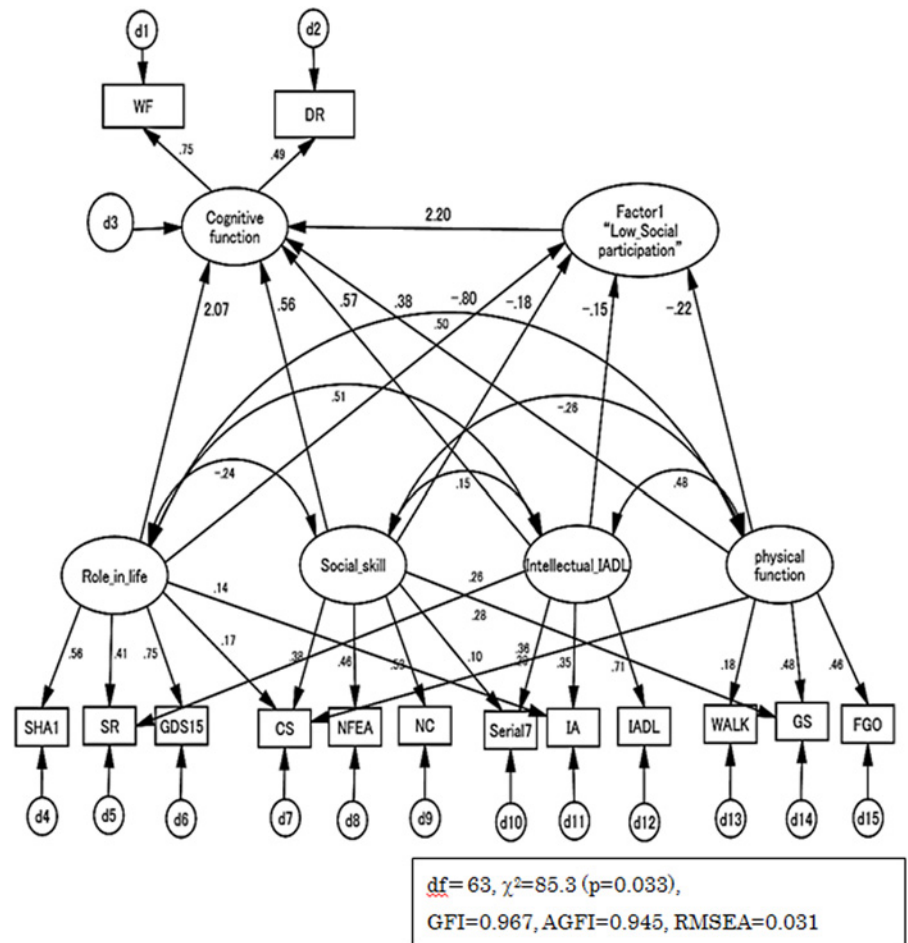 d1
d2
WF
DR
.75
.49
d3
Cognitive
function
2.20
Factor1
“Low_Social
participation”
2.07
.56
.57
.38
-.80
-.18
-.15
-.22
.50
.51
-.26
-.24
.15
.48
Role_in_life
Social_skill
Intellectual_IADL
physical
function
.14
.26
.28
.17
.56
.41
.75
.38
.46
.10
.36
.35
.71
.18
.48
.46
SHA1
SR
GDS15
CS
NFEA
NC
Serial7
IA
IADL
WALK
GS
FGO
d4
d5
d6
d7
d8
d9
d10
d11
d12
d13
d14
d15
df= 63, χ²=85.3 (p=0.033),
GFI=0.967, AGFI=0.945, RMSEA=0.031